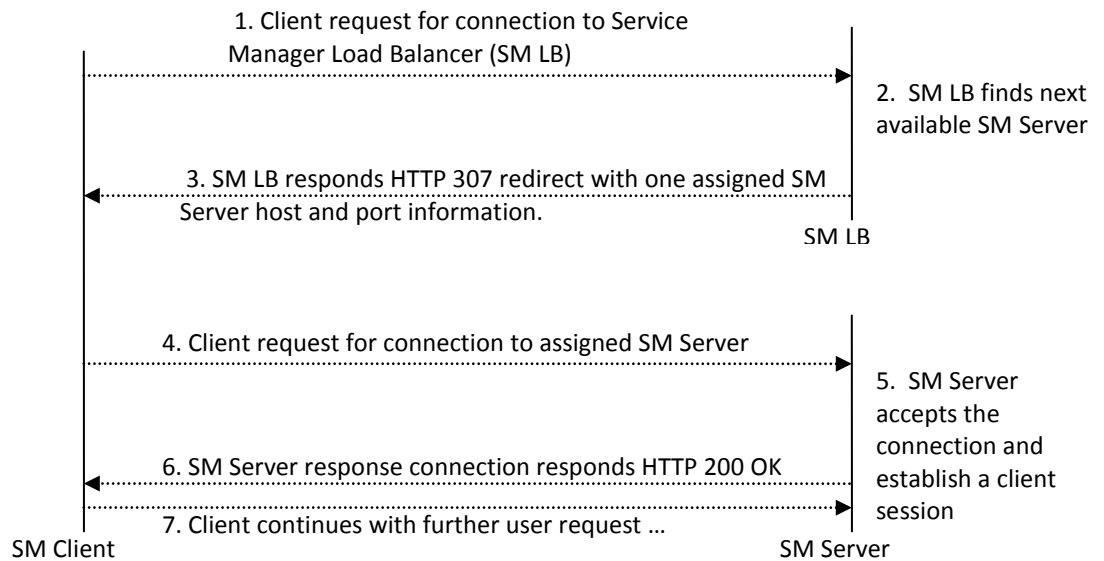 1. Client request for connection to Service
Manager Load Balancer (SM LB)
2. SM LB finds next
available SM Server
3. SM LB responds HTTP 307 redirect with one assigned SM
Server host and port information.
SM LB
4. Client request for connection to assigned SM Server
5. SM Server
accepts the
connection and
establish a client
session
6. SM Server response connection responds HTTP 200 OK
7. Client continues with further user request ...
SM Client
SM Server